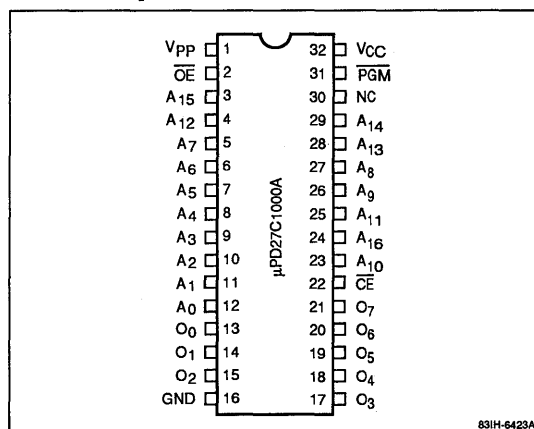 VPP 1 32 VCC
OE 2 31 PGM
A15 3 30 NC
A12 4 29 A14
A7 5 28 A13
A6 6 27 A8
A5 7 26 A9
A4 8 25 A11
A3 9 24 A16
A2 10 23 A10
A1 11 22 CE
A0 12 21 O7
O0 13 20 O6
O1 14 19 O5
O2 15 18 O4
GND 16 17 O3
μPD27C1000A
83IH-6423A